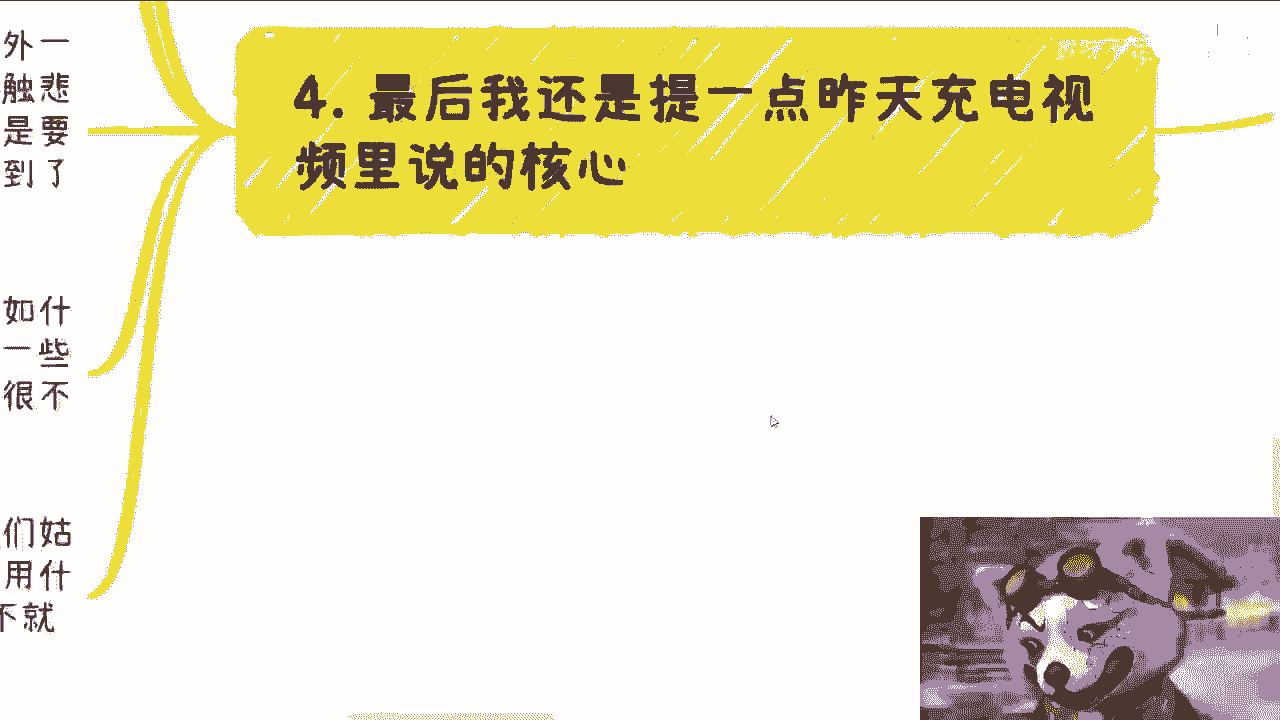 外一
触悲
是要
到了
4. 最后我还是提一点昨天充电视
频里说的核心
如什
一些
很不
们姑
用什
不就